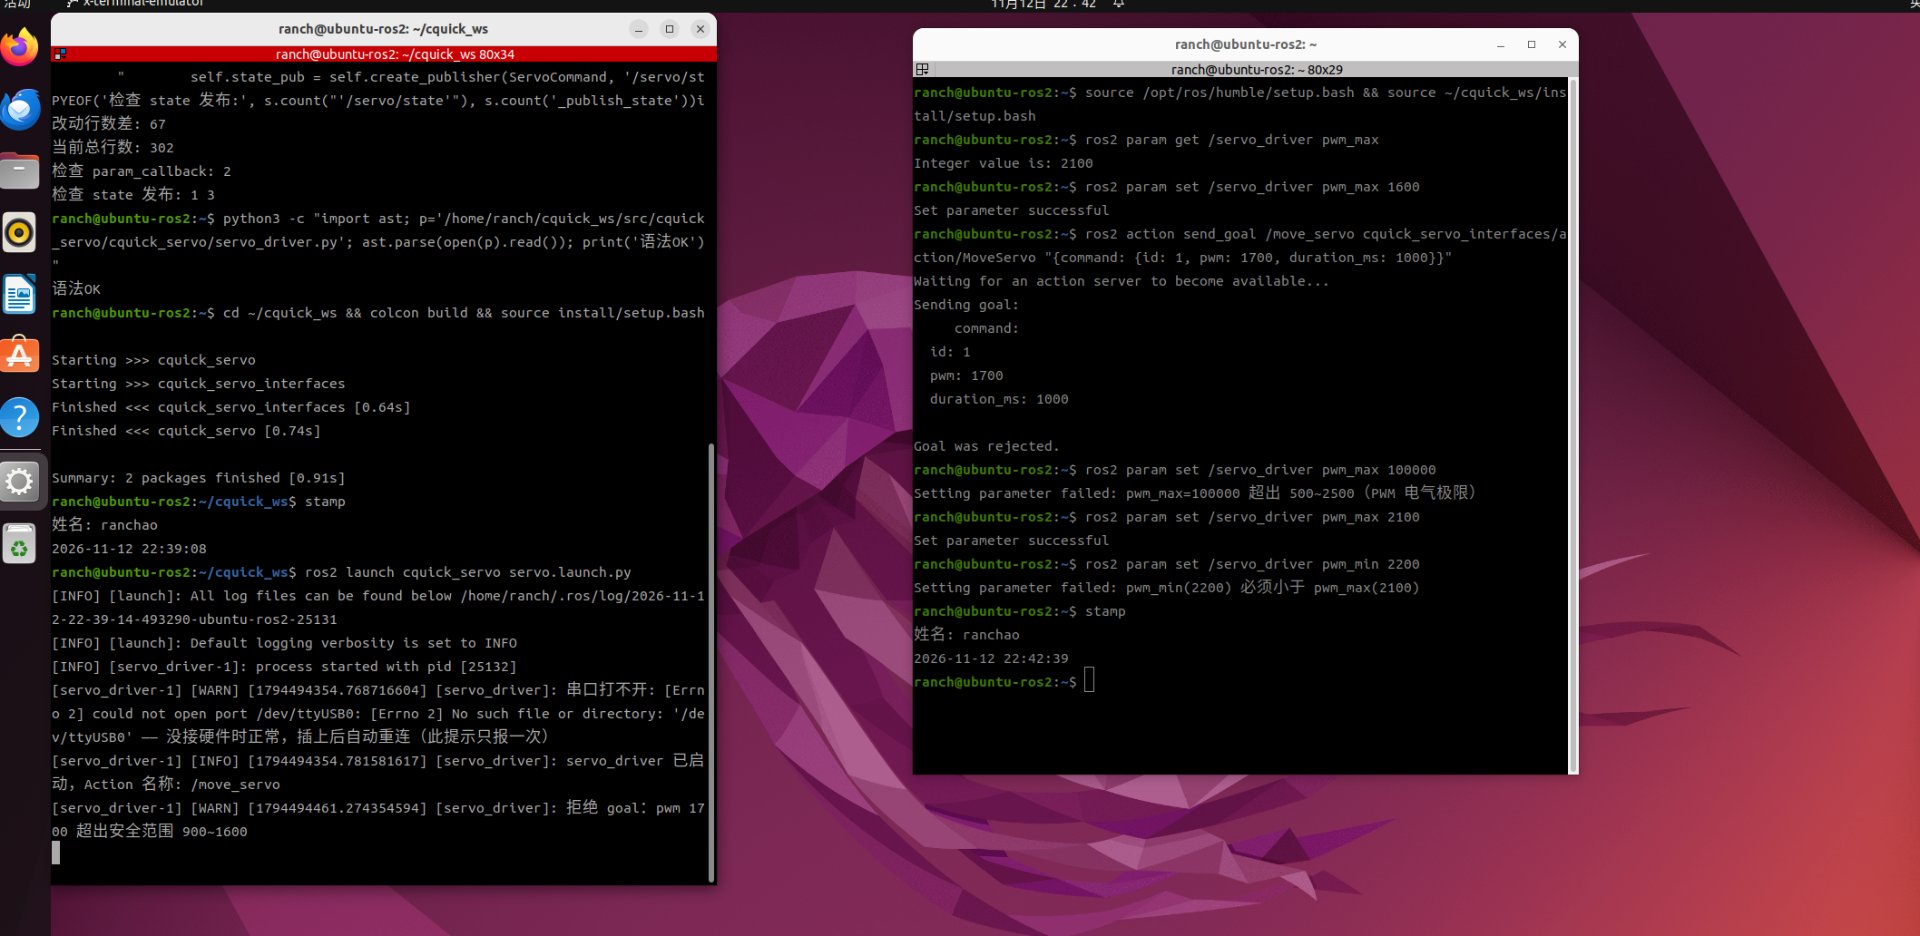 活动
x-terminal-emulator
11月12日 22：42
ranch@ubuntu-ros2: ~/cquick_ws
ranch@ubuntu-ros2: ~/cquick_ws 80x34
"        self.state_pub = self.create_publisher(ServoCommand, '/servo/st
PYEOF('检查 state 发布:', s.count("'/servo/state'"), s.count('_publish_state'))i
改动行数差: 67
当前总行数: 302
检查 param_callback: 2
检查 state 发布: 1 3
ranch@ubuntu-ros2:~$ python3 -c "import ast; p='/home/ranch/cquick_ws/src/cquick
_servo/cquick_servo/servo_driver.py'; ast.parse(open(p).read()); print('语法OK')
"
语法OK
ranch@ubuntu-ros2:~$ cd ~/cquick_ws && colcon build && source install/setup.bash
Starting >>> cquick_servo
Starting >>> cquick_servo_interfaces
Finished <<< cquick_servo_interfaces [0.64s]
Finished <<< cquick_servo [0.74s]
Summary: 2 packages finished [0.91s]
ranch@ubuntu-ros2:~/cquick_ws$ stamp
姓名: ranchao
2026-11-12 22:39:08
ranch@ubuntu-ros2:~/cquick_ws$ ros2 launch cquick_servo servo.launch.py
[INFO] [launch]: All log files can be found below /home/ranch/.ros/log/2026-11-1
2-22-39-14-493290-ubuntu-ros2-25131
[INFO] [launch]: Default logging verbosity is set to INFO
[INFO] [servo_driver-1]: process started with pid [25132]
[servo_driver-1] [WARN] [1794494354.768716604] [servo_driver]: 串口打不开: [Errn
o 2] could not open port /dev/ttyUSB0: [Errno 2] No such file or directory: '/de
v/ttyUSB0' —— 没接硬件时正常，插上后自动重连（此提示只报一次）
[servo_driver-1] [INFO] [1794494354.781581617] [servo_driver]: servo_driver 已启
动，Action 名称: /move_servo
[servo_driver-1] [WARN] [1794494461.274354594] [servo_driver]: 拒绝 goal：pwm 17
00 超出安全范围 900~1600
ranch@ubuntu-ros2: ~
ranch@ubuntu-ros2: ~ 80x29
ranch@ubuntu-ros2:~$ source /opt/ros/humble/setup.bash && source ~/cquick_ws/ins
tall/setup.bash
ranch@ubuntu-ros2:~$ ros2 param get /servo_driver pwm_max
Integer value is: 2100
ranch@ubuntu-ros2:~$ ros2 param set /servo_driver pwm_max 1600
Set parameter successful
ranch@ubuntu-ros2:~$ ros2 action send_goal /move_servo cquick_servo_interfaces/a
ction/MoveServo "{command: {id: 1, pwm: 1700, duration_ms: 1000}}"
Waiting for an action server to become available...
Sending goal:
     command:
  id: 1
  pwm: 1700
  duration_ms: 1000
Goal was rejected.
ranch@ubuntu-ros2:~$ ros2 param set /servo_driver pwm_max 100000
Setting parameter failed: pwm_max=100000 超出 500~2500（PWM 电气极限）
ranch@ubuntu-ros2:~$ ros2 param set /servo_driver pwm_max 2100
Set parameter successful
ranch@ubuntu-ros2:~$ ros2 param set /servo_driver pwm_min 2200
Setting parameter failed: pwm_min(2200) 必须小于 pwm_max(2100)
ranch@ubuntu-ros2:~$ stamp
姓名: ranchao
2026-11-12 22:42:39
ranch@ubuntu-ros2:~$